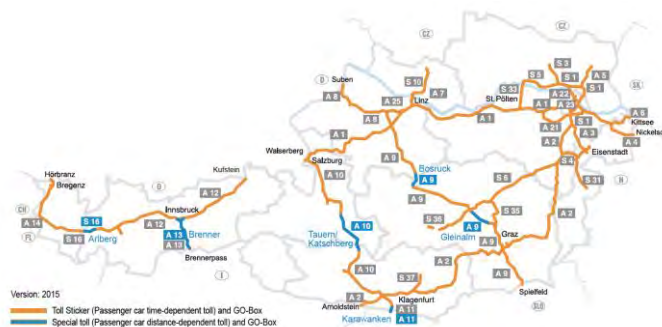 CZ
CZ
D
Suben
S 10
A 7
A 8
A 25
Linz
A 8
A 1
S 3
S 5
S 1
A 5
S 33
A 22
S 1
St. Pölten
A 23
A 1
A 1
SK
A 6
Kittsee
S 1
A 21
A 3
A 4
Nickelsdorf
A 2
Eisenstadt
Walserberg
Salzburg
A 10
A 9
Bosruck
A 9
A 9
S 6
S 4
S 31
H
S 36
S 35
A 2
Gleinalm
A 9
A 9
Graz
Kufstein
D
Hörbranz
Bregenz
A 12
Innsbruck
CH
A 14
S 16
A 12
A 13
Brenner
FL
S 16
Arlberg
A 13
Brennerpass
I
Tauern/
Katschberg
A 10
A 10
S 37
A 2
A 9
Klagenfurt
A 2
Arnoldstein
A 11
Karawanken
A 11
Spielfeld
SLO
Version: 2015
Toll Sticker (Passenger car time-dependent toll) and GO-Box
Special toll (Passenger car distance-dependent toll) and GO-Box